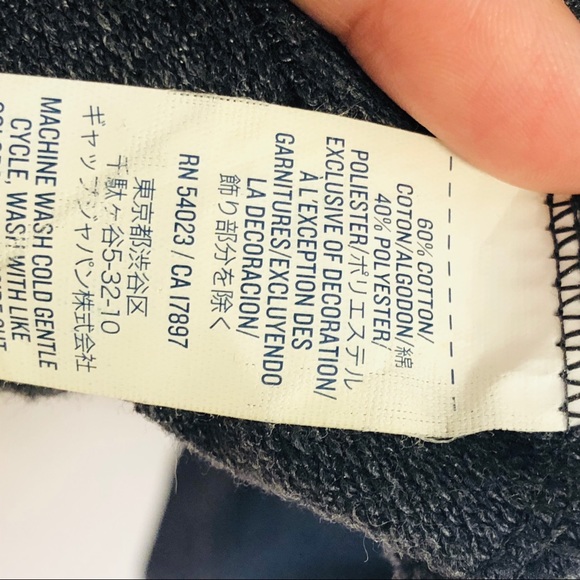 60% COTTON/
COTON/ALGODON/綿
40% POLYESTER/
POLIESTER/ポリエステル
EXCLUSIVE OF DECORATION/
À L'EXCEPTION DES
GARNITURES/EXCLUYENDO
LA DECORACION/
飾り部分を除く
RN 54023 / CA 17897
東京都渋谷区
千駄ヶ谷5-32-10
ギャップジャパン株式会社
MACHINE WASH COLD GENTLE
CYCLE, WASH WITH LIKE